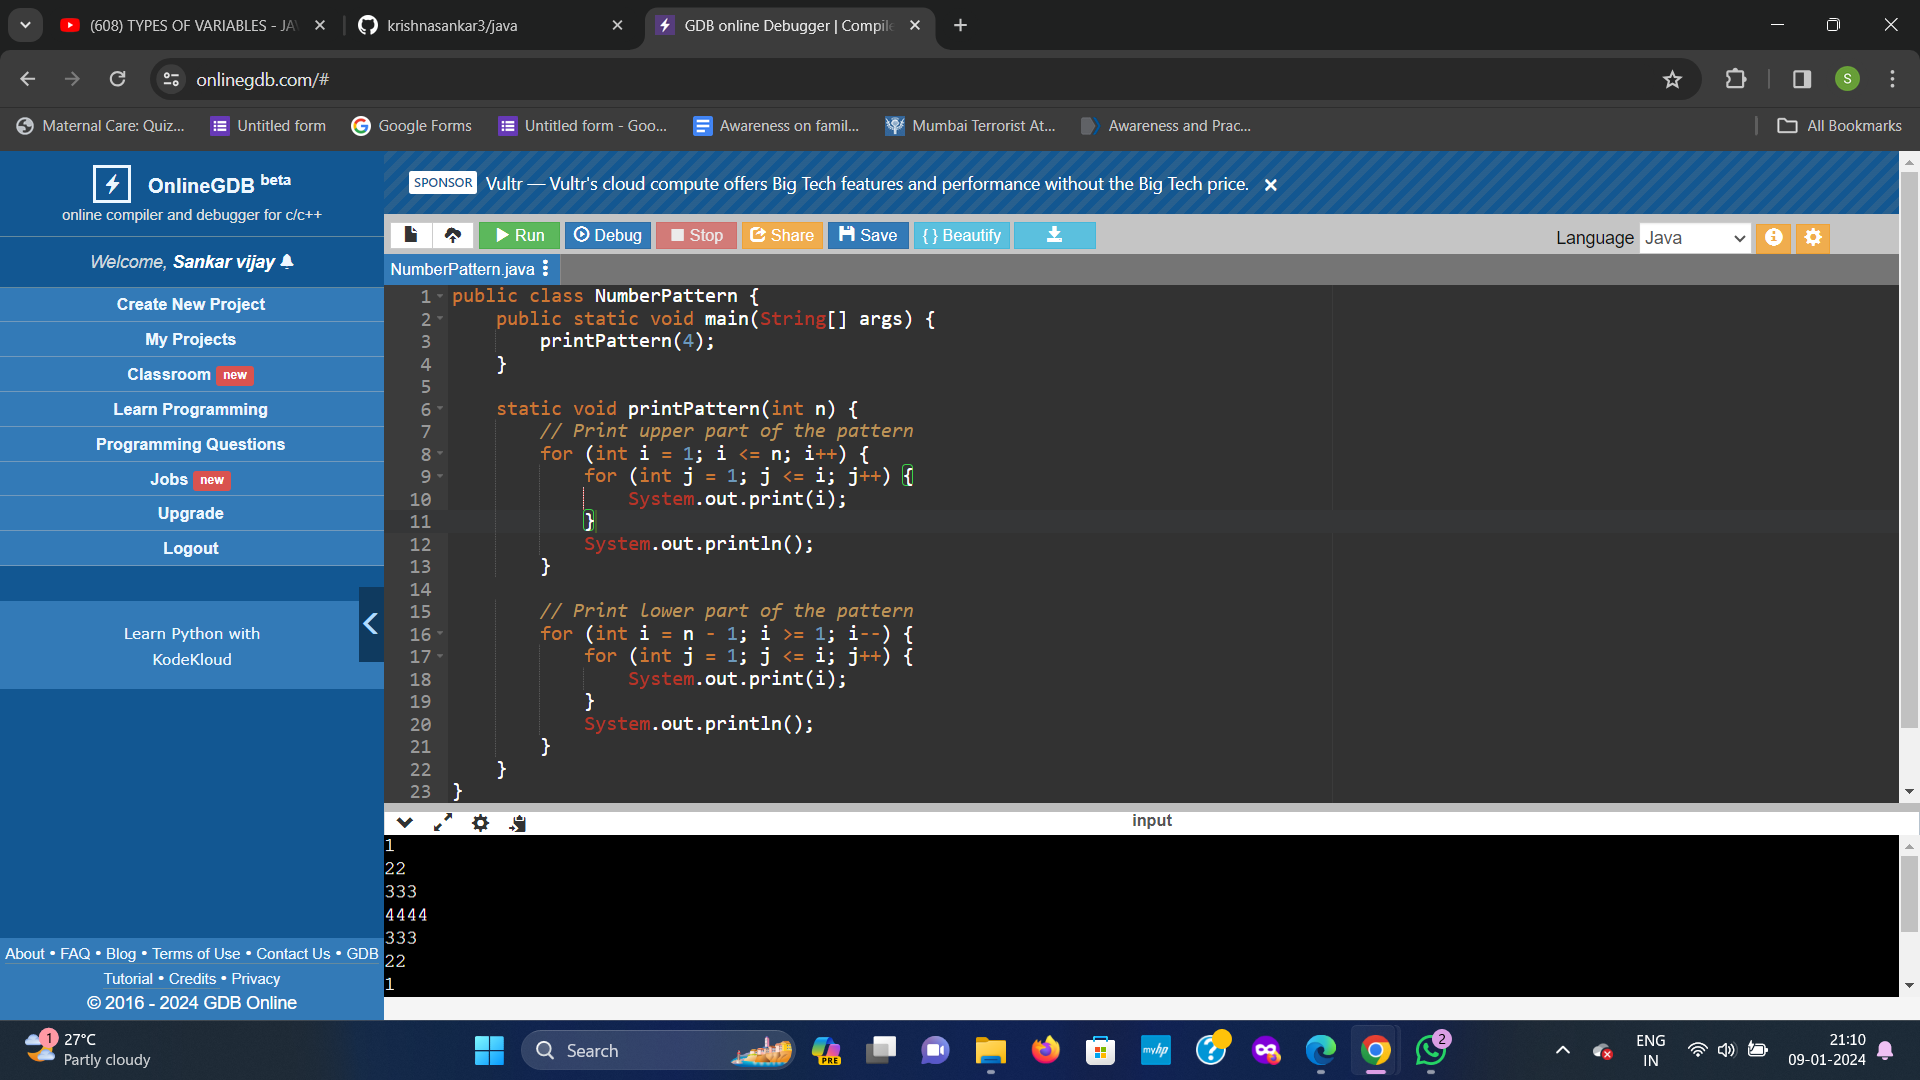 (608) TYPES OF VARIABLES - JA
krishnasankar3/java
GDB online Debugger | Compile
onlinegdb.com/#
S
Maternal Care: Quiz...
Untitled form
Google Forms
Untitled form - Goo...
Awareness on famil...
Mumbai Terrorist At...
Awareness and Prac...
All Bookmarks
OnlineGDB beta
online compiler and debugger for c/c++
Welcome, Sankar vijay
Create New Project
My Projects
Classroom new
Learn Programming
Programming Questions
Jobs new
Upgrade
Logout
Learn Python with
KodeKloud
About • FAQ • Blog • Terms of Use • Contact Us • GDB
Tutorial • Credits • Privacy
© 2016 - 2024 GDB Online
SPONSOR Vultr — Vultr's cloud compute offers Big Tech features and performance without the Big Tech price.
Run Debug Stop Share Save { } Beautify
Language Java
NumberPattern.java
1 public class NumberPattern {
2 public static void main(String[] args) {
3 printPattern(4);
4 }
5
6 static void printPattern(int n) {
7 // Print upper part of the pattern
8 for (int i = 1; i <= n; i++) {
9 for (int j = 1; j <= i; j++) {
10 System.out.print(i);
11 }
12 System.out.println();
13 }
14
15 // Print lower part of the pattern
16 for (int i = n - 1; i >= 1; i--) {
17 for (int j = 1; j <= i; j++) {
18 System.out.print(i);
19 }
20 System.out.println();
21 }
22 }
23 }
input
1
22
333
4444
333
22
1
1
27°C
Partly cloudy
Search
PRE
myhp
2
ENG
IN
21:10
09-01-2024